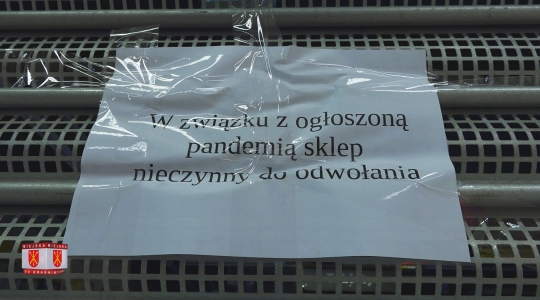 W związku z ogłoszoną
pandemią sklep
nieczynny do odwołania